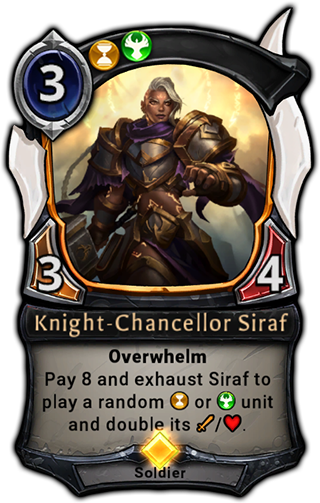 3
3
4
Knight-Chancellor Siraf
Overwhelm
Pay 8 and exhaust Siraf to
play a random or unit
and double its /.
Soldier